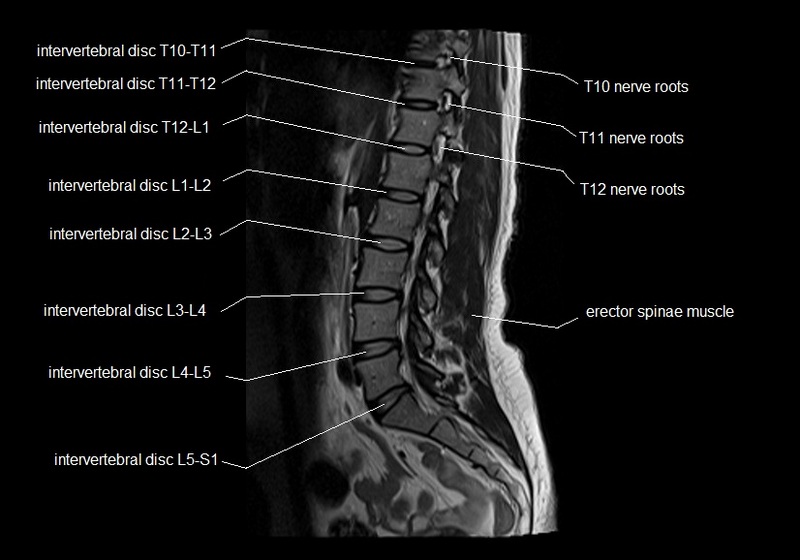 intervertebral disc T10-T11
intervertebral disc T11-T12
intervertebral disc T12-L1
intervertebral disc L1-L2
intervertebral disc L2-L3
intervertebral disc L3-L4
intervertebral disc L4-L5
intervertebral disc L5-S1
T10 nerve roots
T11 nerve roots
T12 nerve roots
erector spinae muscle